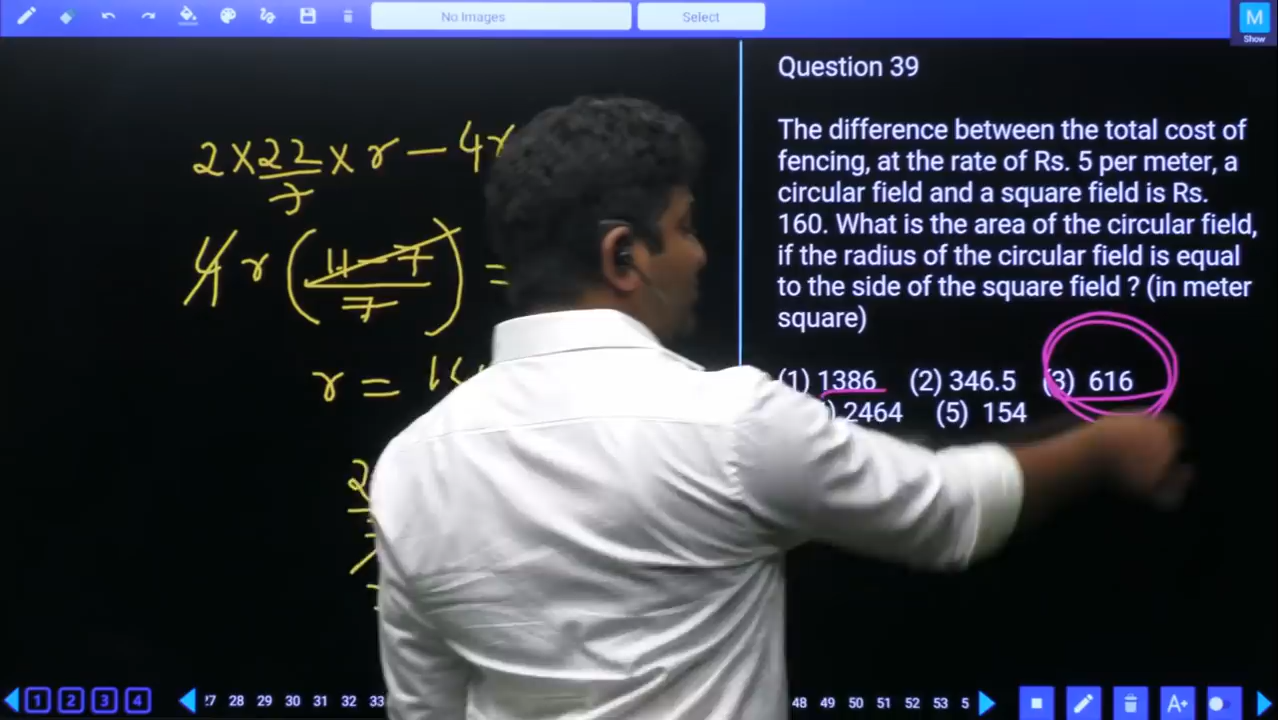 No Images
Select
M
Show
Question 39
The difference between the total cost of
fencing, at the rate of Rs. 5 per meter, a
circular field and a square field is Rs.
160. What is the area of the circular field,
if the radius of the circular field is equal
to the side of the square field ? (in meter
square)
(1) 1386 (2) 346.5 (3) 616
2464 (5) 154
2 × 22/7 × r − 4r
4 r ( 11 − 7 / 7 ) =
r = 
2
1 2 3 4
28 29 30 31 32 33
48 49 50 51 52 53 5
A+